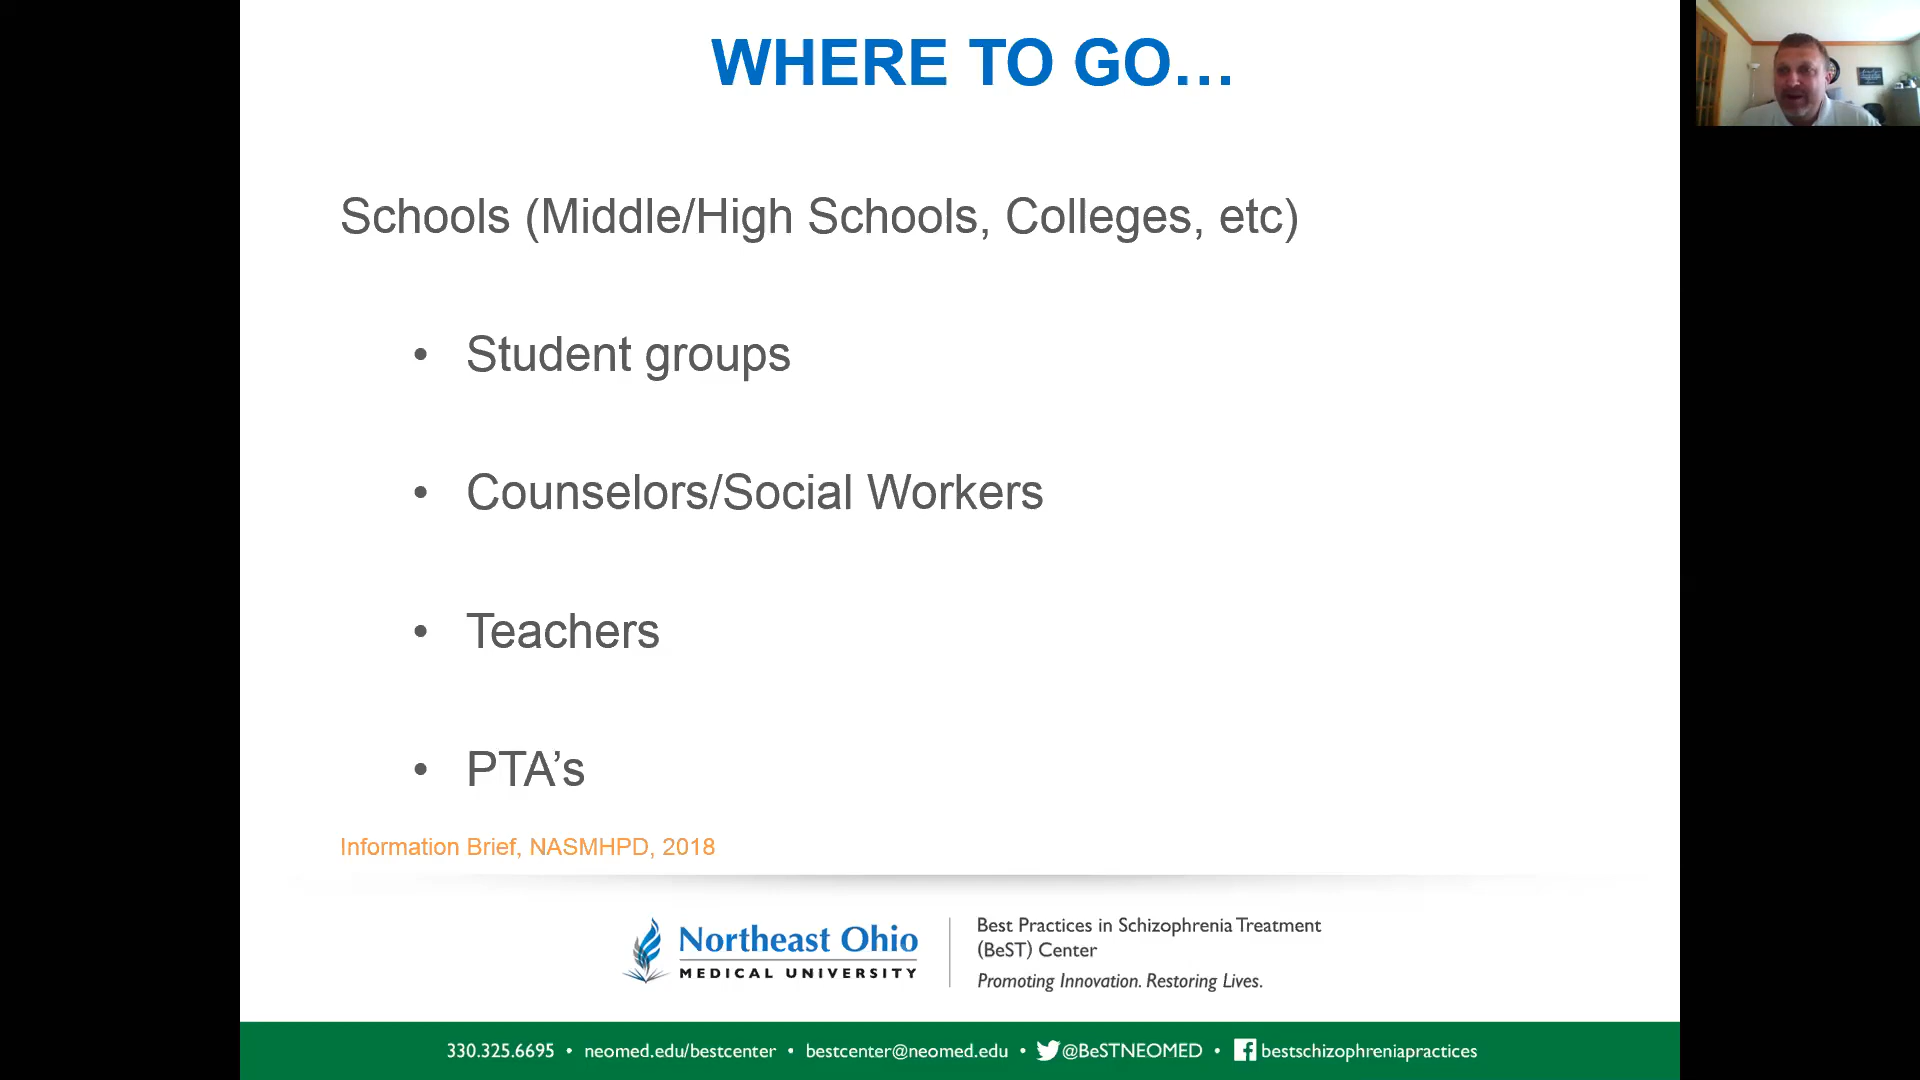 WHERE TO GO…
Schools (Middle/High Schools, Colleges, etc)
• Student groups
• Counselors/Social Workers
• Teachers
• PTA’s
Information Brief, NASMHPD, 2018
Northeast Ohio
MEDICAL UNIVERSITY
Best Practices in Schizophrenia Treatment
(BeST) Center
Promoting Innovation. Restoring Lives.
330.325.6695 • neomed.edu/bestcenter • bestcenter@neomed.edu • @BeSTNEOMED • bestschizophreniapractices